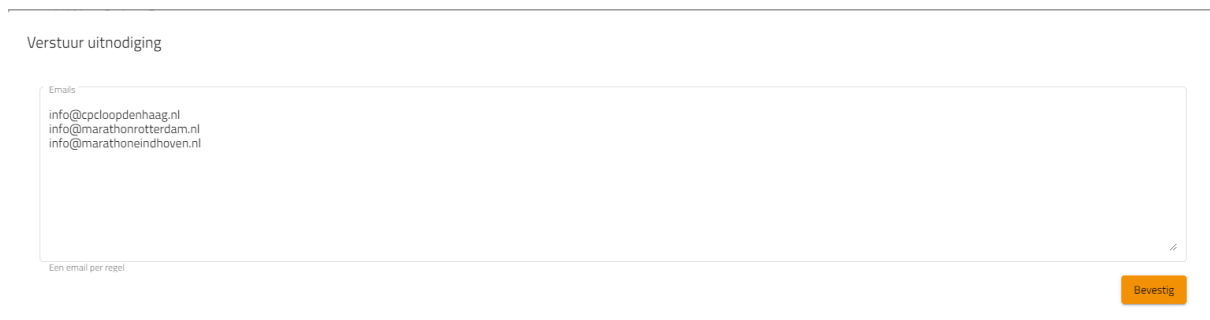 Verstuur uitnodiging
Emails
info@cpcloopdenhaag.nl
info@marathonrotterdam.nl
info@marathoneindhoven.nl
Een email per regel
Bevestig